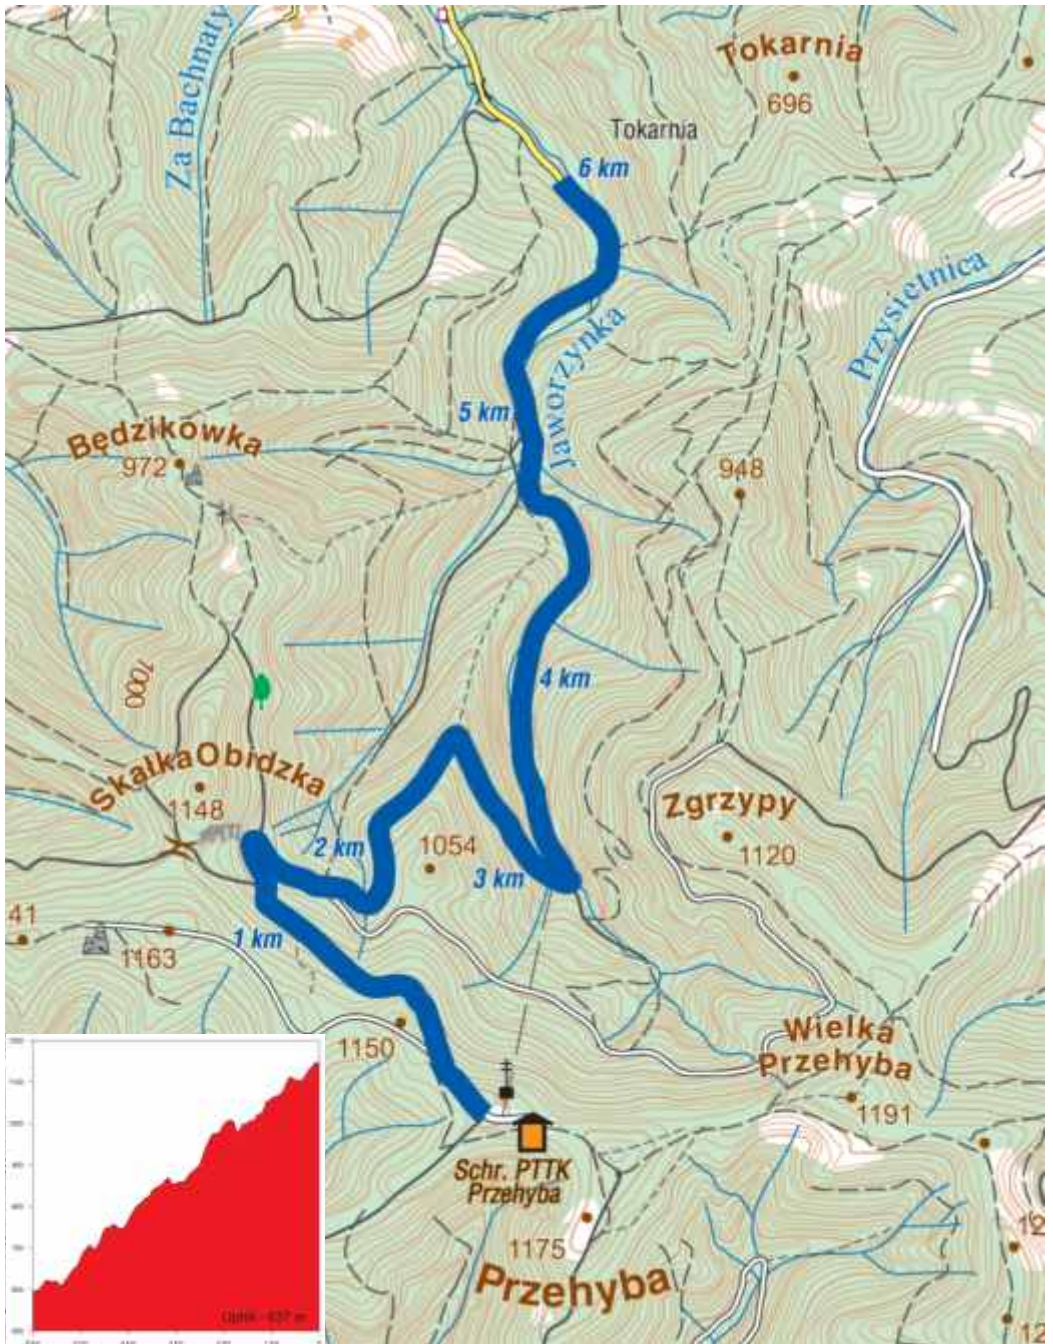 Za Bachnaty
Tokarnia
696
Tokarnia
6 km
Przysietnica
Jaworzynka
5 km
Będzikówka
972
948
4 km
1000
Skałka Obidzka
1148
2 km
1054
3 km
Zgrzypy
1120
41
1 km
1163
1150
Wielka
Przehyba
1191
Schr. PTTK
Przehyba
1175
Przehyba
12
12